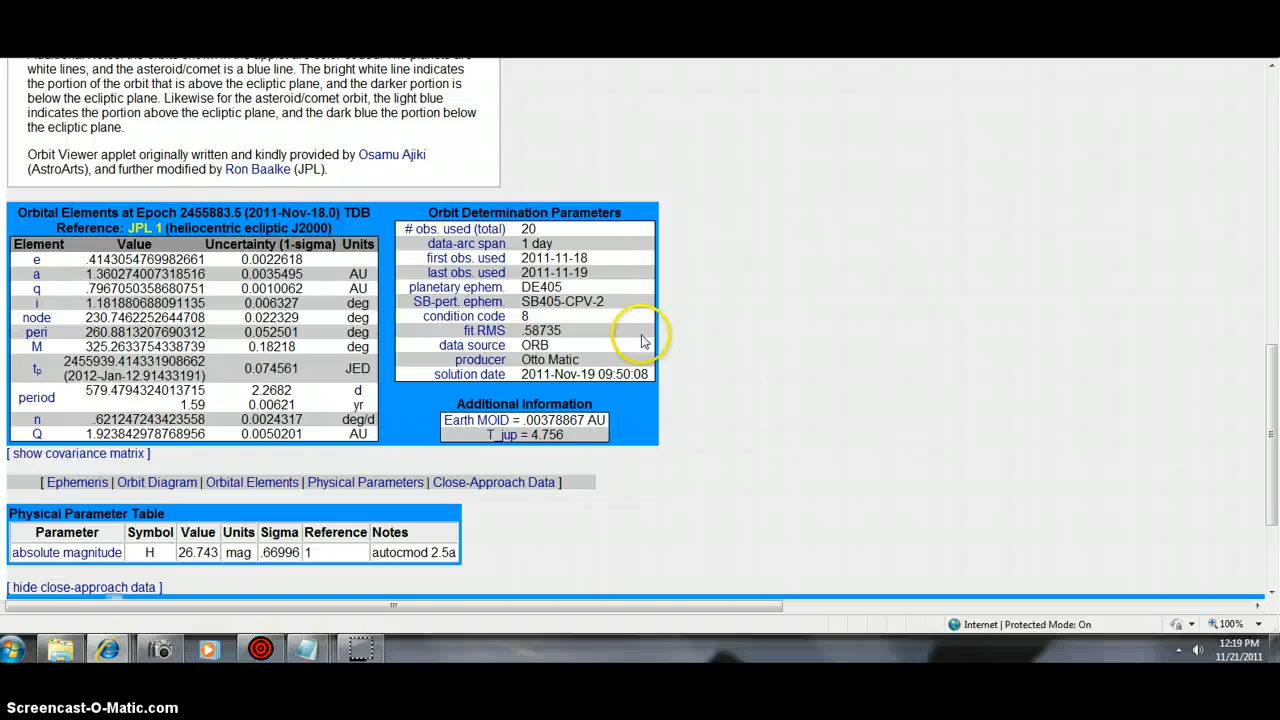 white lines, and the asteroid/comet is a blue line. The bright white line indicates
the portion of the orbit that is above the ecliptic plane, and the darker portion is
below the ecliptic plane. Likewise for the asteroid/comet orbit, the light blue
indicates the portion above the ecliptic plane, and the dark blue the portion below
the ecliptic plane.
Orbit Viewer applet originally written and kindly provided by Osamu Ajiki
(AstroArts), and further modified by Ron Baalke (JPL).
Orbital Elements at Epoch 2455883.5 (2011-Nov-18.0) TDB
Reference: JPL 1 (heliocentric ecliptic J2000)
Element Value Uncertainty (1-sigma) Units
e .4143054769982661 0.0022618
a 1.360274007318516 0.0035495 AU
q .7967050358680751 0.0010062 AU
i 1.181880688091135 0.006327 deg
node 230.7462252644708 0.022329 deg
peri 260.8813207690312 0.052501 deg
M 325.2633754338739 0.18218 deg
tp 2455939.414331908662 0.074561 JED
(2012-Jan-12.91433191)
period 579.4794324013715 2.2682 d
1.59 0.00621 yr
n .621247243423558 0.0024317 deg/d
Q 1.923842978768956 0.0050201 AU
Orbit Determination Parameters
# obs. used (total) 20
data-arc span 1 day
first obs. used 2011-11-18
last obs. used 2011-11-19
planetary ephem. DE405
SB-pert. ephem. SB405-CPV-2
condition code 8
fit RMS .58735
data source ORB
producer Otto Matic
solution date 2011-Nov-19 09:50:08
Additional Information
Earth MOID = .00378867 AU
T_jup = 4.756
[ show covariance matrix ]
[ Ephemeris | Orbit Diagram | Orbital Elements | Physical Parameters | Close-Approach Data ]
Physical Parameter Table
Parameter Symbol Value Units Sigma Reference Notes
absolute magnitude H 26.743 mag .66996 1 autocmod 2.5a
[ hide close-approach data ]
Internet | Protected Mode: On
100%
12:19 PM
11/21/2011
Screencast-O-Matic.com